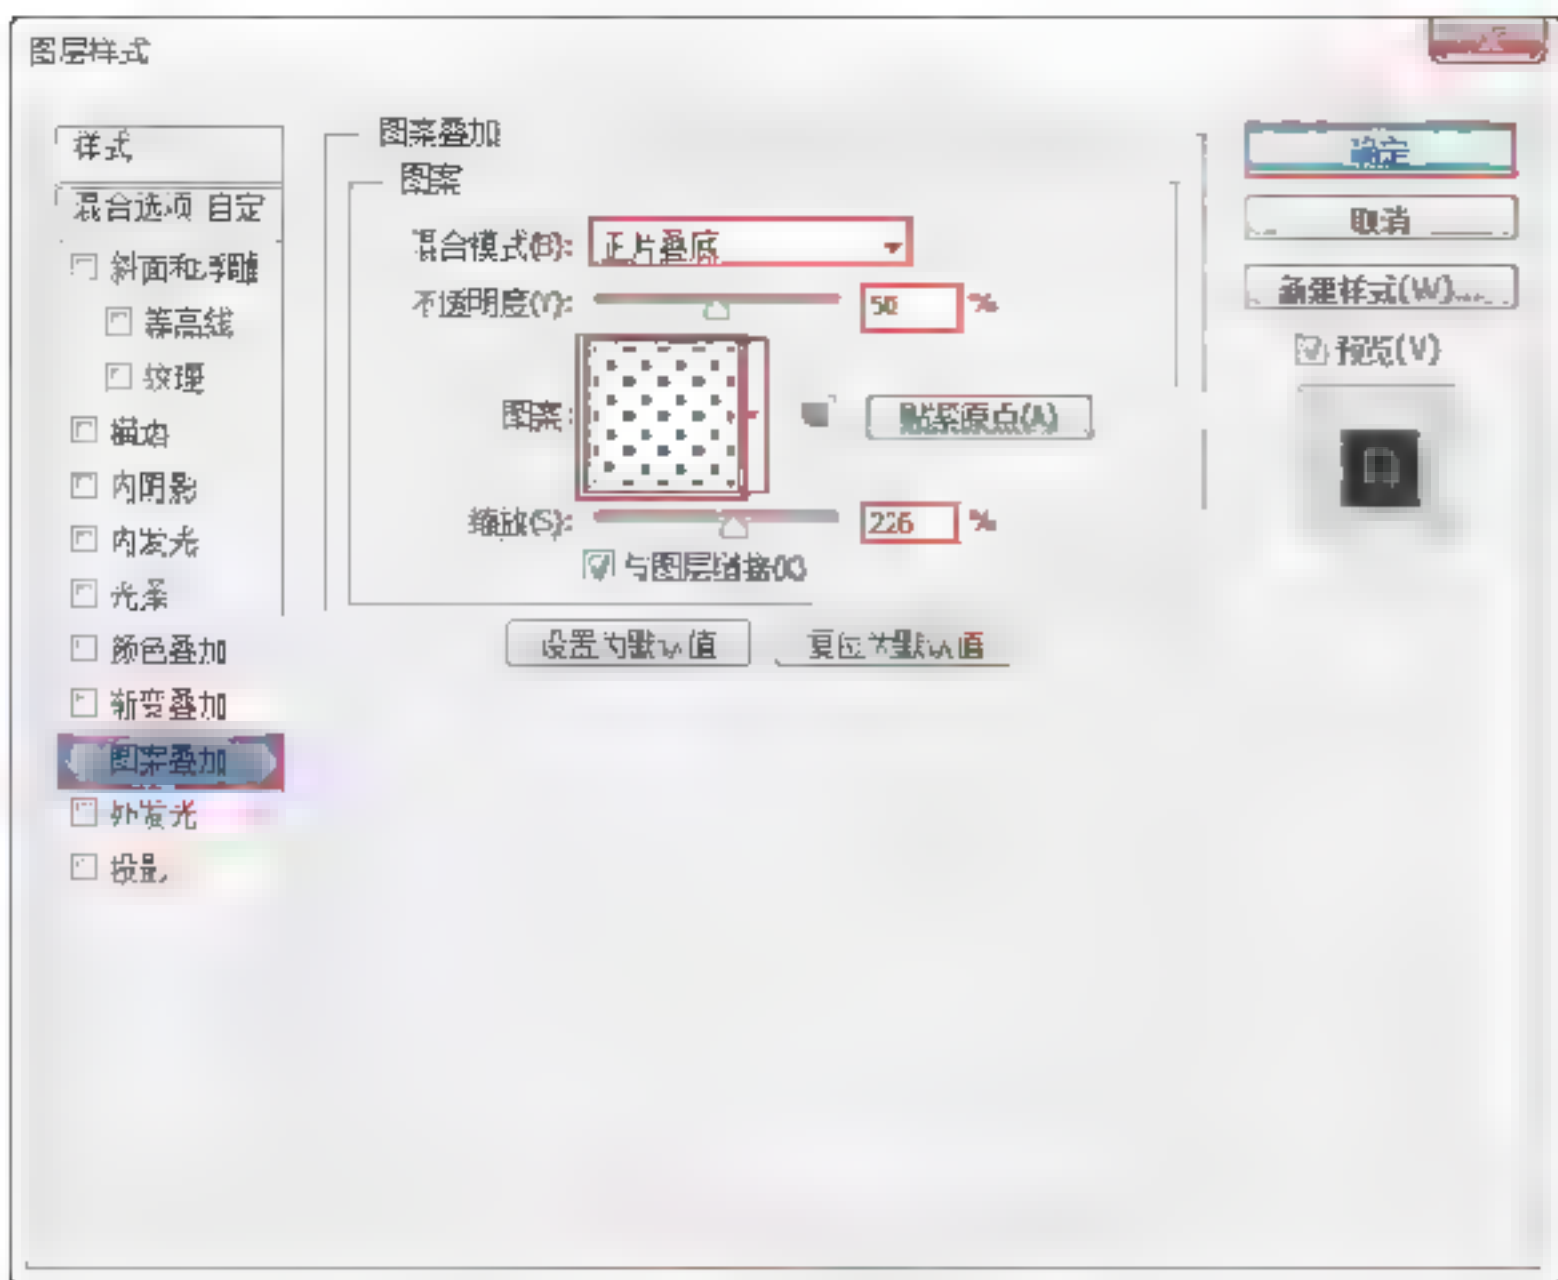 图层样式
样式
混合选项 自定
斜面和浮雕
等高线
纹理
描边
内阴影
内发光
光泽
颜色叠加
渐变叠加
图案叠加
外发光
投影
图案叠加
图案
混合模式(B): 正片叠底
不透明度(Y): 50 %
图案: 贴紧原点(A)
缩放(S): 226 %
与图层链接(K)
设置为默认值 复位为默认值
确定
取消
新建样式(W)...
预览(V)